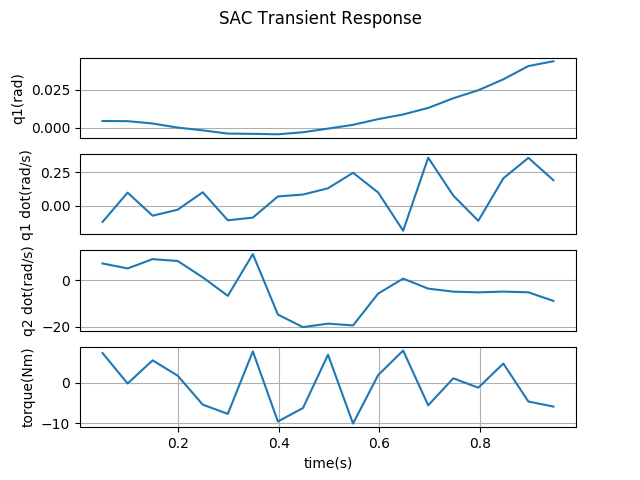 SAC Transient Response
q1(rad)
0.025
0.000
q1 dot(rad/s)
0.25
0.00
q2 dot(rad/s)
0
−20
torque(Nm)
0
−10
0.2 0.4 0.6 0.8
time(s)